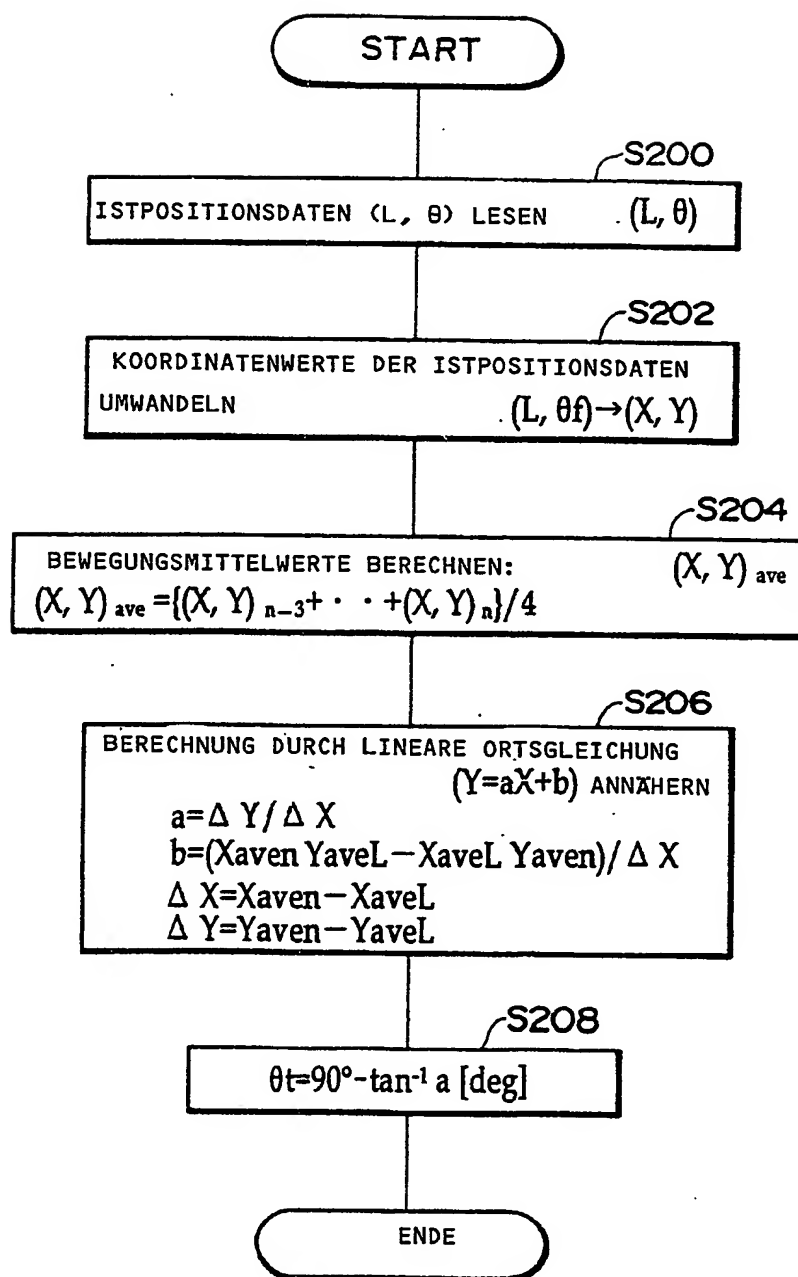 START
S200
ISTPOSITIONSDATEN (L, θ) LESEN (L, θ)
S202
KOORDINATENWERTE DER ISTPOSITIONSDATEN
UMWANDELN (L, θf)→(X, Y)
S204
BEWEGUNGSMITTELWERTE BERECHNEN: (X, Y) ave
(X, Y) ave ={(X, Y) n−3+ · · +(X, Y) n}/4
S206
BERECHNUNG DURCH LINEARE ORTSGLEICHUNG
(Y=aX+b) ANNÄHERN
a=Δ Y/Δ X
b=(Xaven YaveL−XaveL Yaven)/Δ X
Δ X=Xaven−XaveL
Δ Y=Yaven−YaveL
S208
θt=90°-tan⁻¹ a [deg]
ENDE